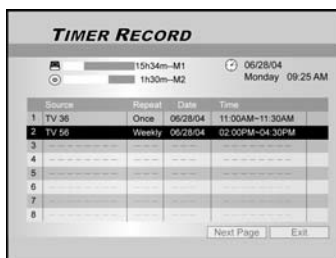 TIMER RECORD
15h34m--M1
06/28/04
1h30m--M2
Monday 09:25 AM
Source Repeat Date Time
1 TV 36 Once 06/28/04 11:00AM~11:30AM
2 TV 56 Weekly 06/28/04 02:00PM~04:30PM
3 -- -- -- -- -- -- -- --
4 -- -- -- -- -- -- -- --
5 -- -- -- -- -- -- -- --
6 -- -- -- -- -- -- -- --
7 -- -- -- -- -- -- -- --
8
Next Page Exit